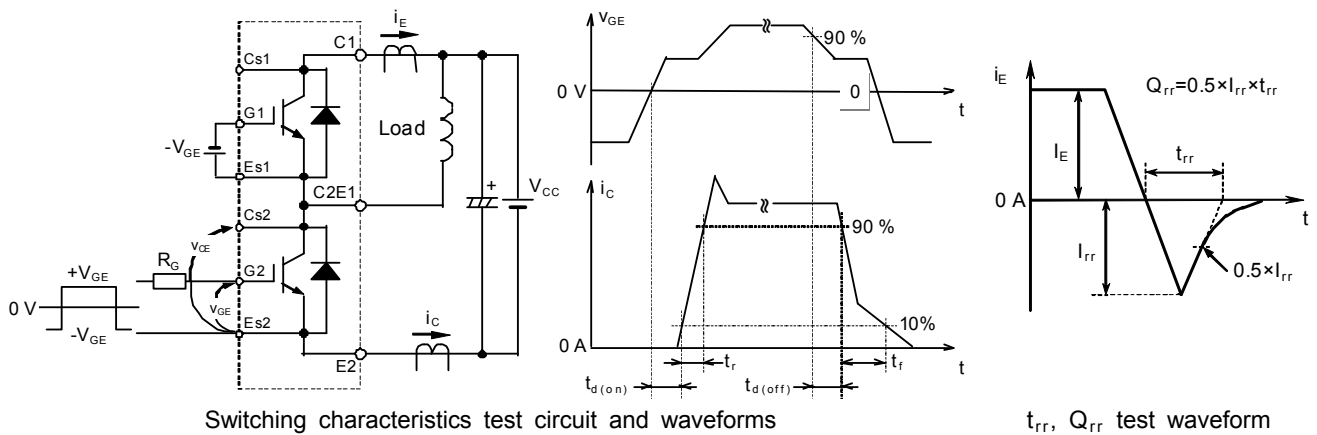 Cs1
C1
i_E
G1
-V_GE
Load
Es1
C2E1
+
V_CC
Cs2
v_CE
R_G
G2
+V_GE
0 V
-V_GE
v_GE
Es2
i_C
E2
v_GE
90 %
0 V
0
t
i_C
90 %
10%
0 A
t_r
t_f
t
t_d(on)
t_d(off)
Switching characteristics test circuit and waveforms
i_E
Q_rr=0.5×I_rr×t_rr
I_E
t_rr
0 A
t
I_rr
0.5×I_rr
t_rr, Q_rr test waveform